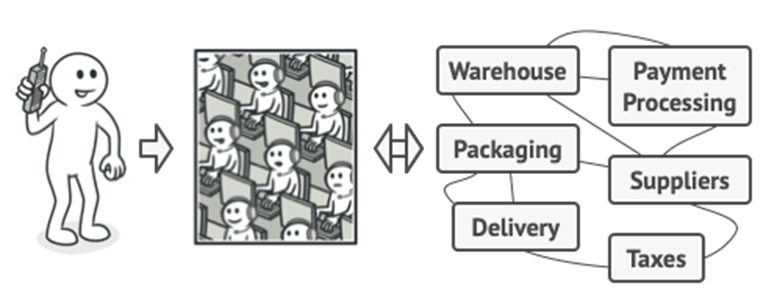 Warehouse
Payment
Processing
Packaging
Suppliers
Delivery
Taxes